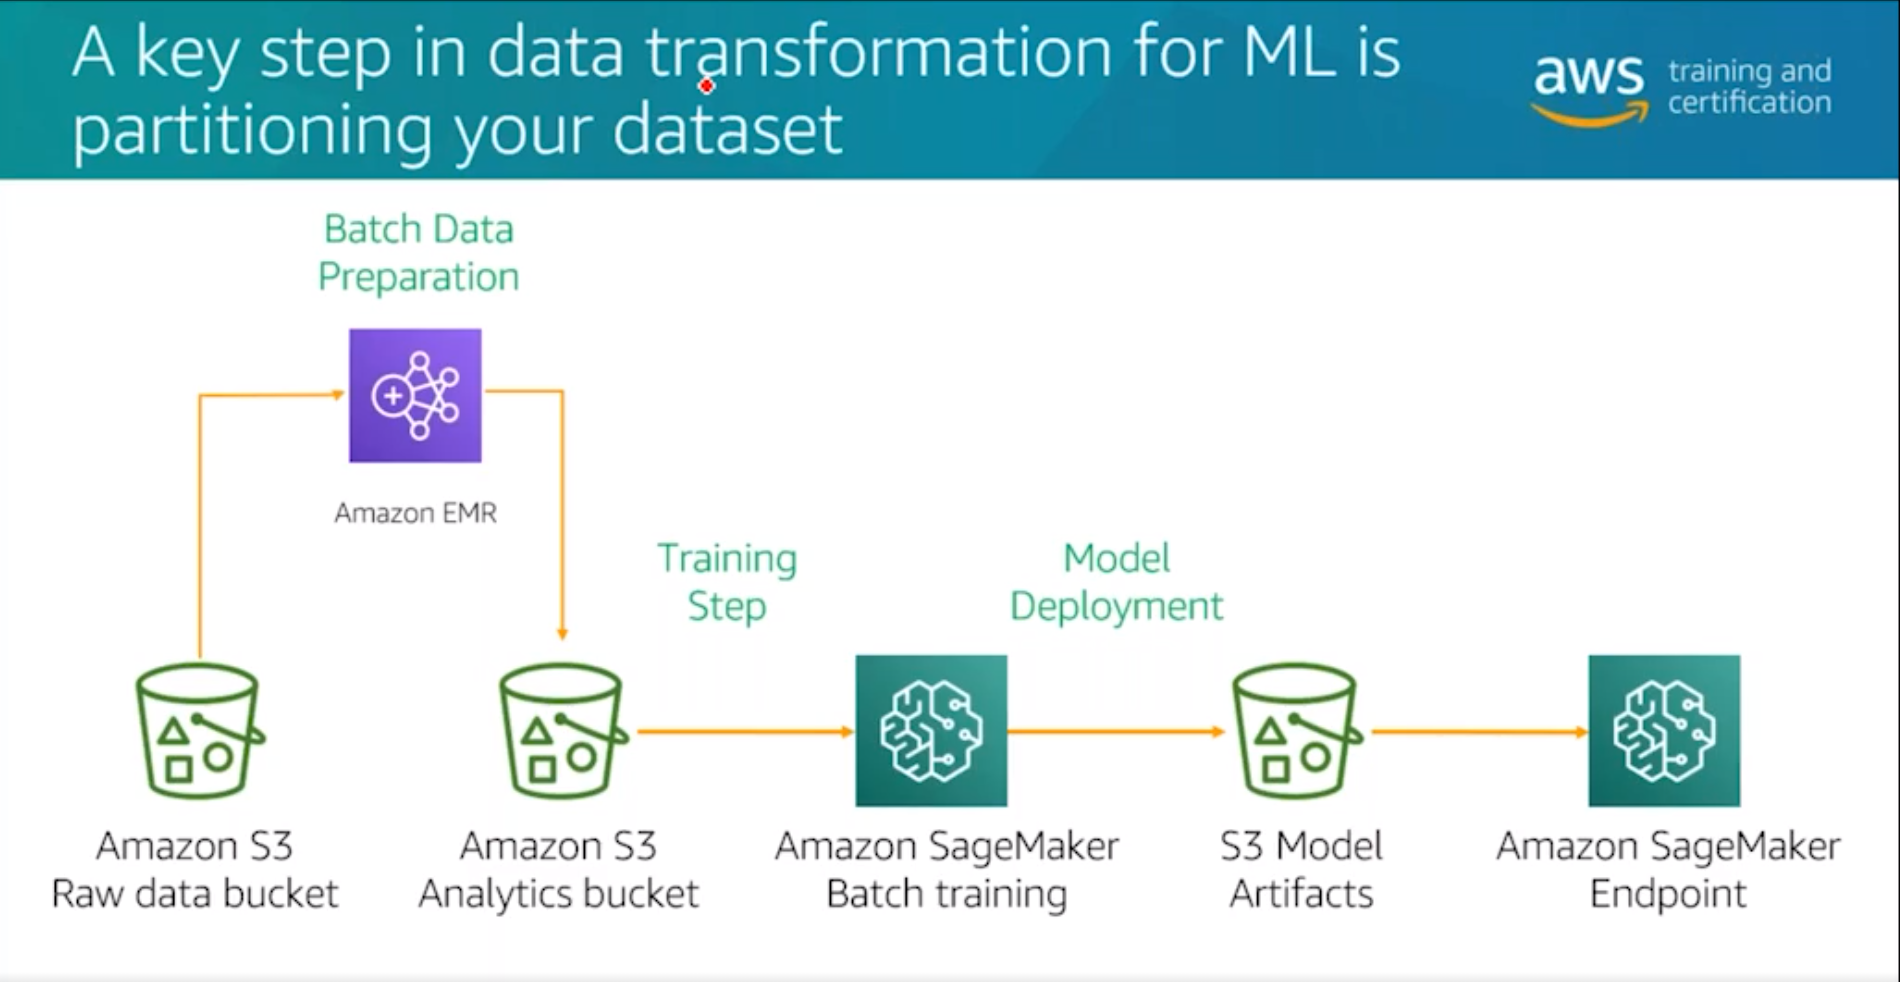 A key step in data transformation for ML is
partitioning your dataset
aws
training and
certification
Batch Data
Preparation
Amazon EMR
Training
Step
Model
Deployment
Amazon S3
Raw data bucket
Amazon S3
Analytics bucket
Amazon SageMaker
Batch training
S3 Model
Artifacts
Amazon SageMaker
Endpoint